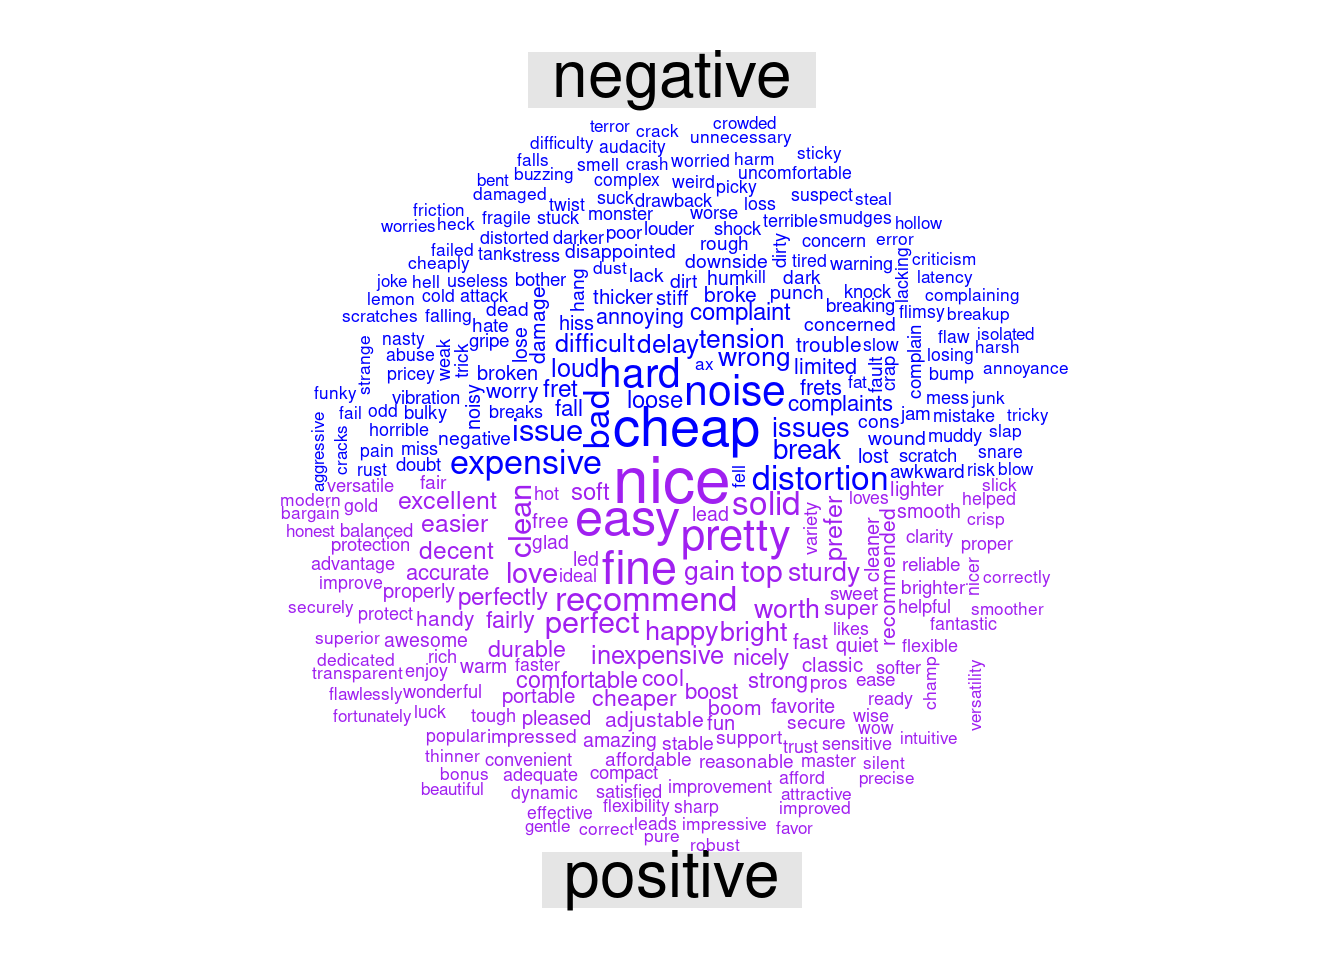 negative
terror crack crowded
difficulty audacity unnecessary
falls smell crash worried harm sticky
bent buzzing complex weird picky uncomfortable
damaged twist suck drawback loss suspect steal
friction fragile stuck monster worse terrible smudges hollow
worries heck distorted darker poor louder shock dirty concern error
failed tank stress disappointed rough downside tired warning lacking criticism
cheaply dust lack dirt hum kill dark latency
joke hell useless bother hang thicker stiff broke punch knock complaining
lemon cold attack dead damage annoying complaint breaking flimsy breakup
scratches falling hate hiss concerned flaw isolated
nasty gripe lose difficult delay tension trouble slow complain harsh
strange abuse weak trick loud hard ax wrong limited fault crap losing annoyance
pricey broken fret noise frets fat bump
funky vibration noisy worry bad loose complaints mess junk
fail odd bulky breaks fall cheap cons jam mistake tricky
aggressive cracks horrible negative issue issues wound muddy slap
pain miss expensive break lost scratch snare
rust doubt fell distortion awkward risk blow
versatile fair nice lighter
modern gold excellent clean hot soft solid loves helped slick
bargain easier free easy lead variety prefer recommended smooth crisp
honest balanced glad pretty cleaner clarity proper
protection decent led fine
advantage accurate love ideal gain top sturdy reliable nicer correctly
improve properly perfectly recommend sweet brighter
securely protect handy fairly perfect worth super helpful smoother
superior awesome happy bright likes fantastic
dedicated rich durable inexpensive nicely fast quiet flexible
transparent enjoy warm faster comfortable cool classic softer champ versatility
flawlessly wonderful portable cheaper boost strong pros ease
fortunately luck tough pleased adjustable boom favorite ready
popular impressed amazing fun secure wise wow
thinner convenient stable support trust sensitive intuitive
bonus adequate compact affordable reasonable master silent
beautiful dynamic satisfied improvement afford precise
effective flexibility sharp attractive improved
gentle correct leads impressive favor
pure robust
positive